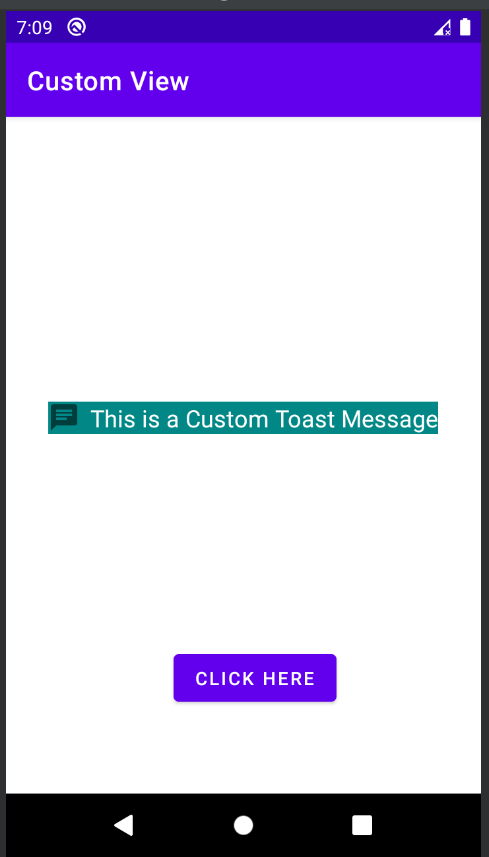 7:09
Custom View
This is a Custom Toast Message
CLICK HERE